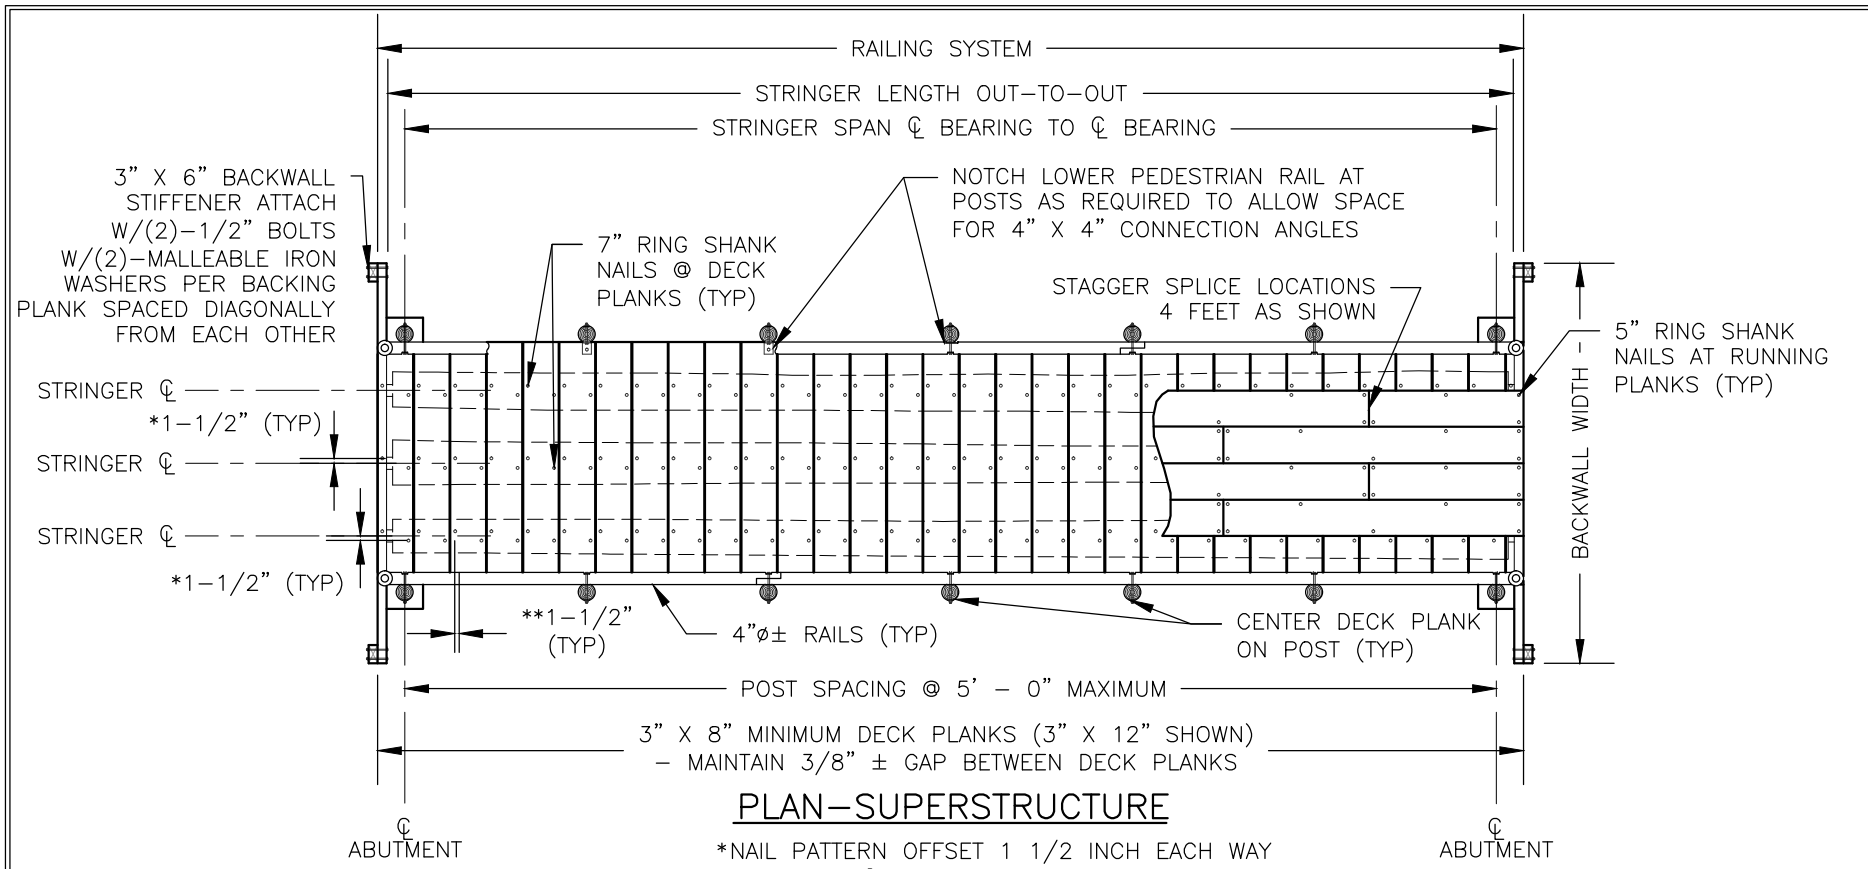 RAILING SYSTEM
STRINGER LENGTH OUT-TO-OUT
STRINGER SPAN ℄ BEARING TO ℄ BEARING
3" X 6" BACKWALL
STIFFENER ATTACH
W/(2)-1/2" BOLTS
W/(2)-MALLEABLE IRON
WASHERS PER BACKING
PLANK SPACED DIAGONALLY
FROM EACH OTHER
7" RING SHANK
NAILS @ DECK
PLANKS (TYP)
NOTCH LOWER PEDESTRIAN RAIL AT
POSTS AS REQUIRED TO ALLOW SPACE
FOR 4" X 4" CONNECTION ANGLES
STAGGER SPLICE LOCATIONS
4 FEET AS SHOWN
5" RING SHANK
NAILS AT RUNNING
PLANKS (TYP)
STRINGER ℄
*1-1/2" (TYP)
STRINGER ℄
STRINGER ℄
*1-1/2" (TYP)
BACKWALL WIDTH
**1-1/2"
(TYP)
4"ø± RAILS (TYP)
CENTER DECK PLANK
ON POST (TYP)
POST SPACING @ 5' - 0" MAXIMUM
3" X 8" MINIMUM DECK PLANKS (3" X 12" SHOWN)
- MAINTAIN 3/8" ± GAP BETWEEN DECK PLANKS
PLAN-SUPERSTRUCTURE
℄
ABUTMENT
*NAIL PATTERN OFFSET 1 1/2 INCH EACH WAY
℄
ABUTMENT